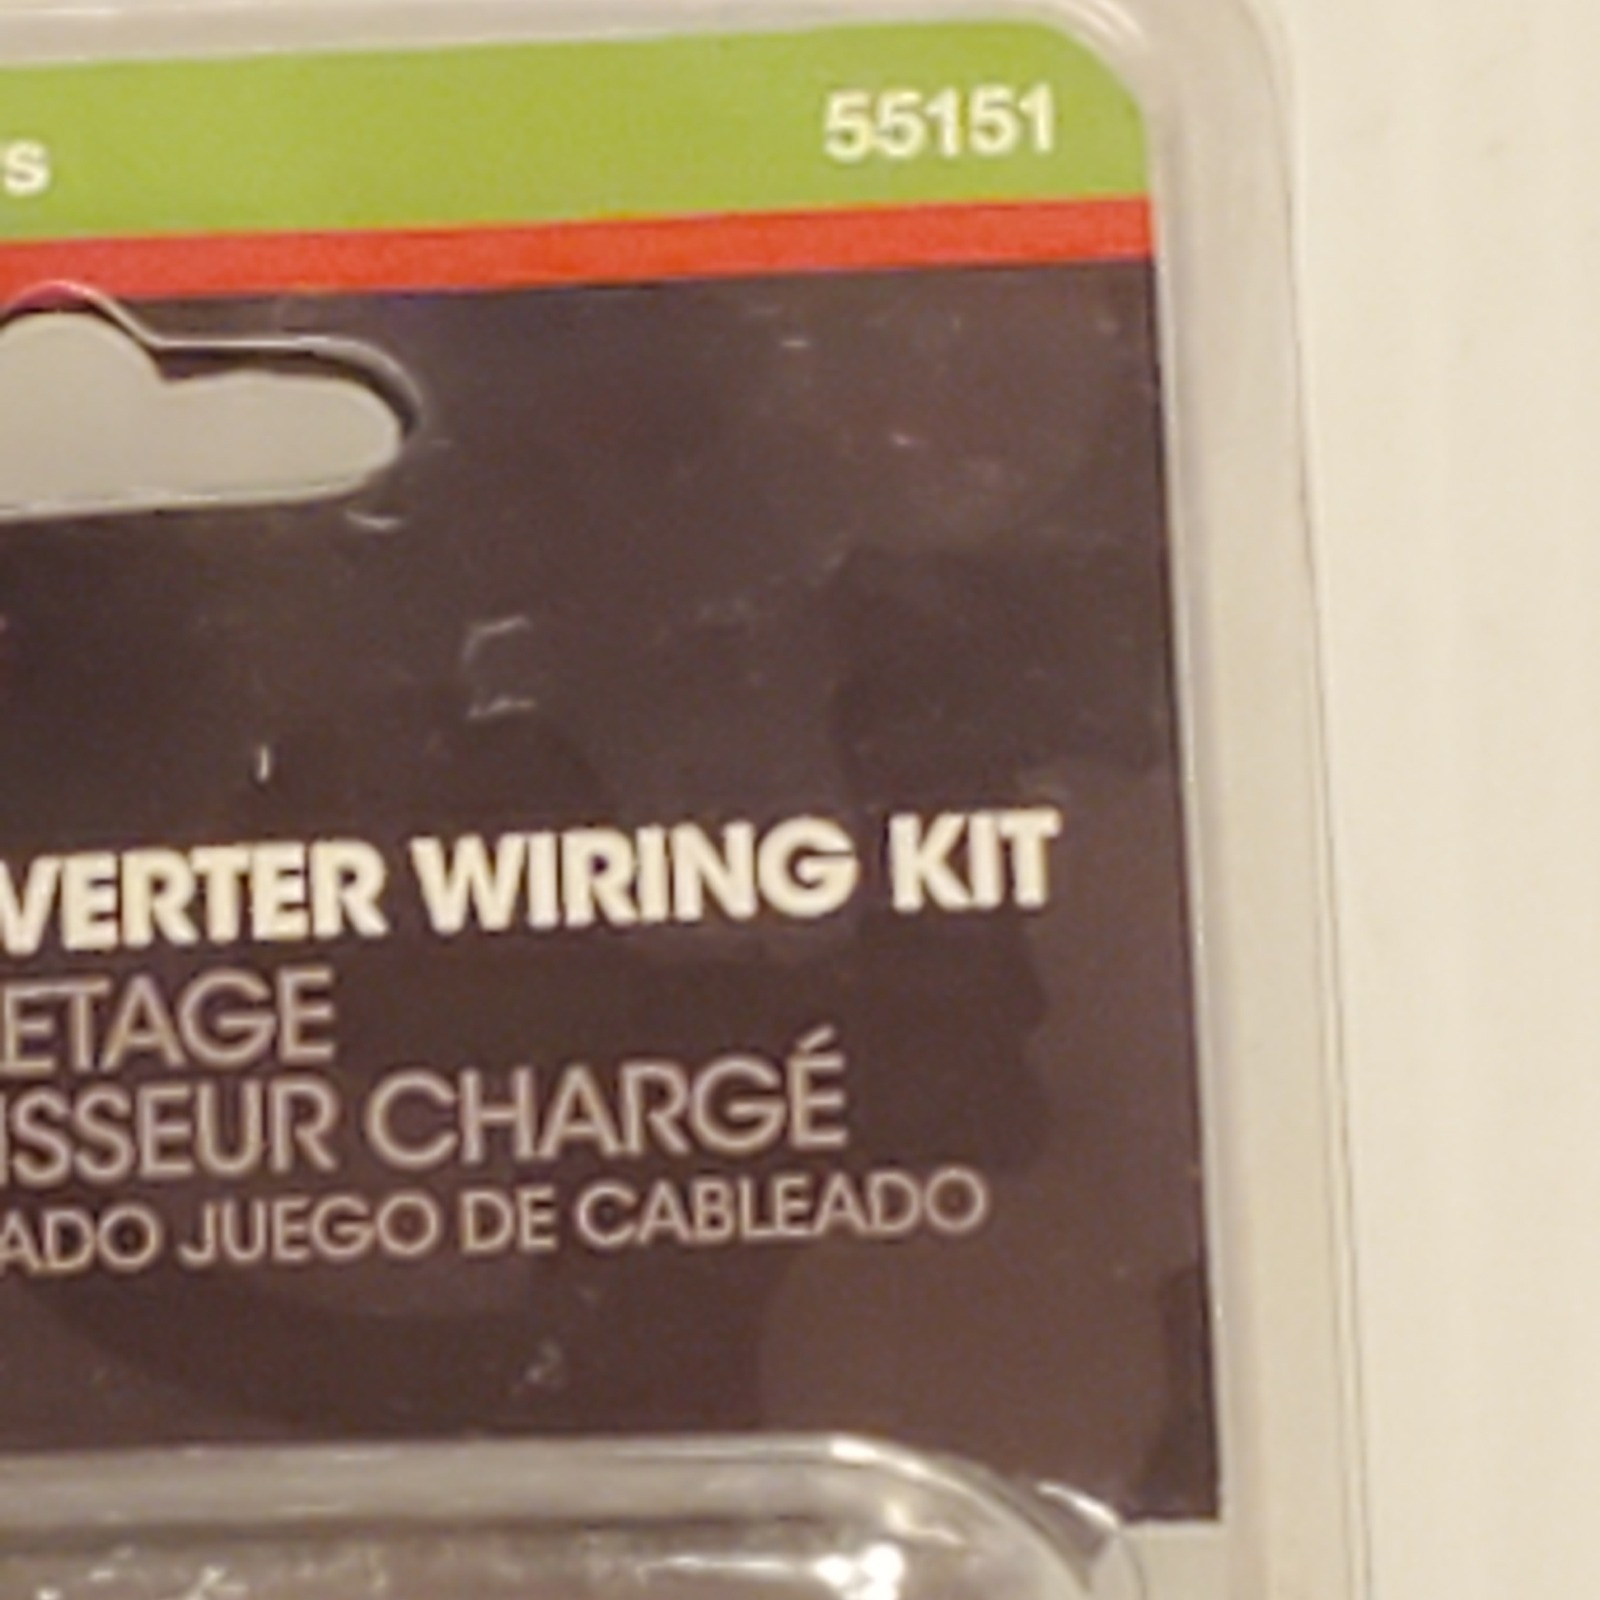 s 55151
VERTER WIRING KIT
ETAGE
ISSEUR CHARGÉ
ADO JUEGO DE CABLEADO